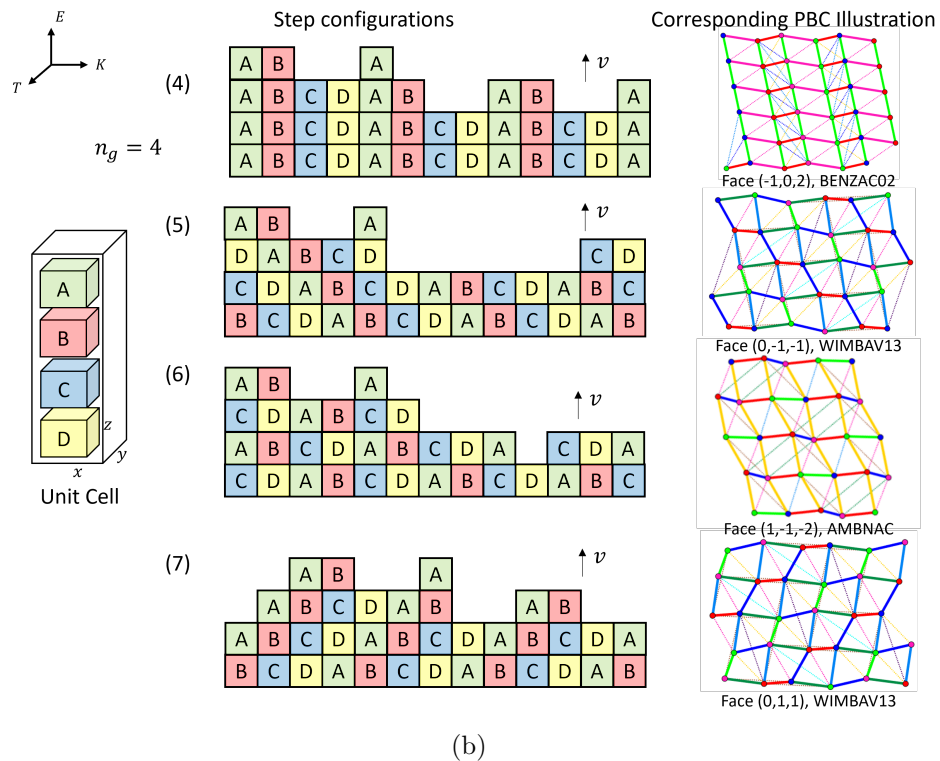 Step configurations
Corresponding PBC Illustration
E
K
T
n_g = 4
Unit Cell
A
B
C
D
x
y
z
(4)
A B A
A B C D A B A B A
A B C D A B C D A B C D A
A B C D A B C D A B C D A
v
Face (-1,0,2), BENZAC02
(5)
A B A
D A B C D C D
C D A B C D A B C D A B C
B C D A B C D A B C D A B
v
Face (0,-1,-1), WIMBAV13
(6)
A B A
C D A B C D
A B C D A B C D A C D A
C D A B C D A B C D A B C
v
Face (1,-1,-2), AMBNAC
(7)
A B A
A B C D A B A B
A B C D A B C D A B C D A
B C D A B C D A B C D A B
v
Face (0,1,1), WIMBAV13
(b)